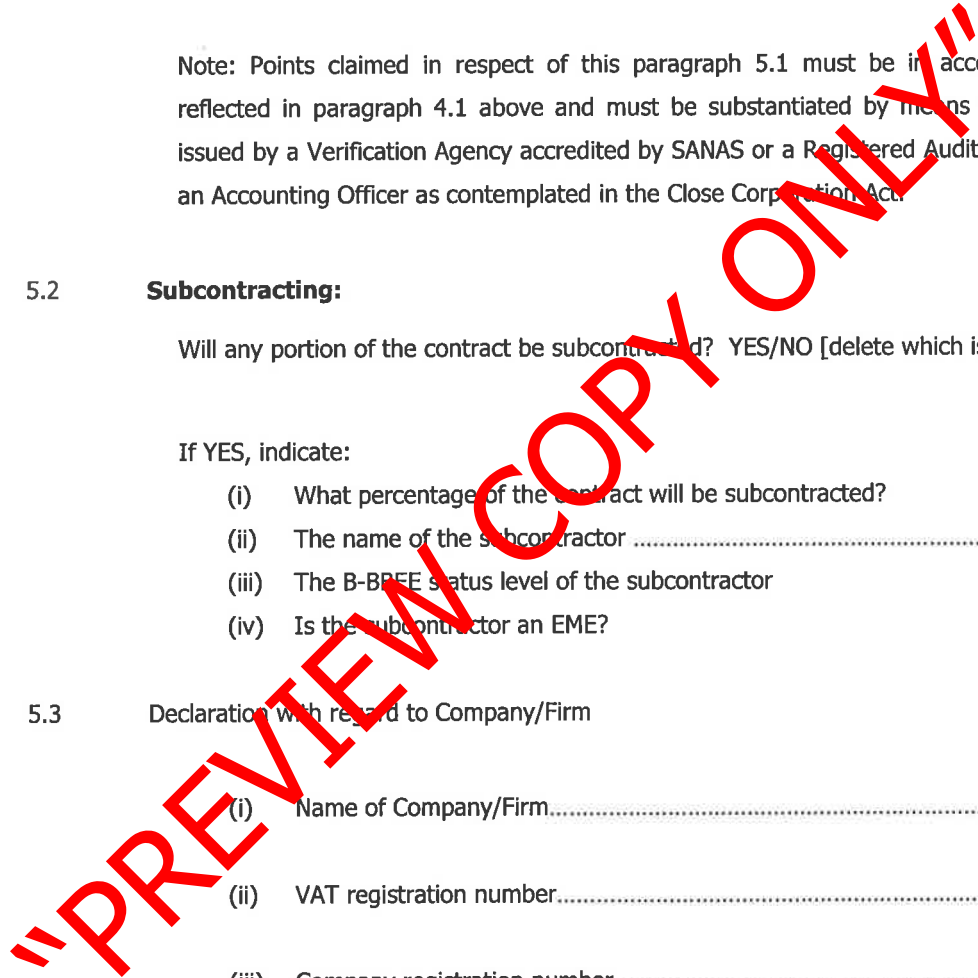 Note: Points claimed in respect of this paragraph 5.1 must be in
reflected in paragraph 4.1 above and must be substantiated by means
issued by a Verification Agency accredited by SANAS or a Registered
an Accounting Officer as contemplated in the Close Corporation Act.
5.2 Subcontracting:
Will any portion of the contract be subcontracted? YES/NO [delete which
If YES, indicate:
(i) What percentage of the contract will be subcontracted?
(ii) The name of the subcontractor ................................................
(iii) The B-BBEE status level of the subcontractor
(iv) Is the subcontractor an EME?
5.3 Declaration with regard to Company/Firm
(i) Name of Company/Firm................................................
(ii) VAT registration number................................................
(iii) Company registration number
"PREVIEW COPY ONLY"